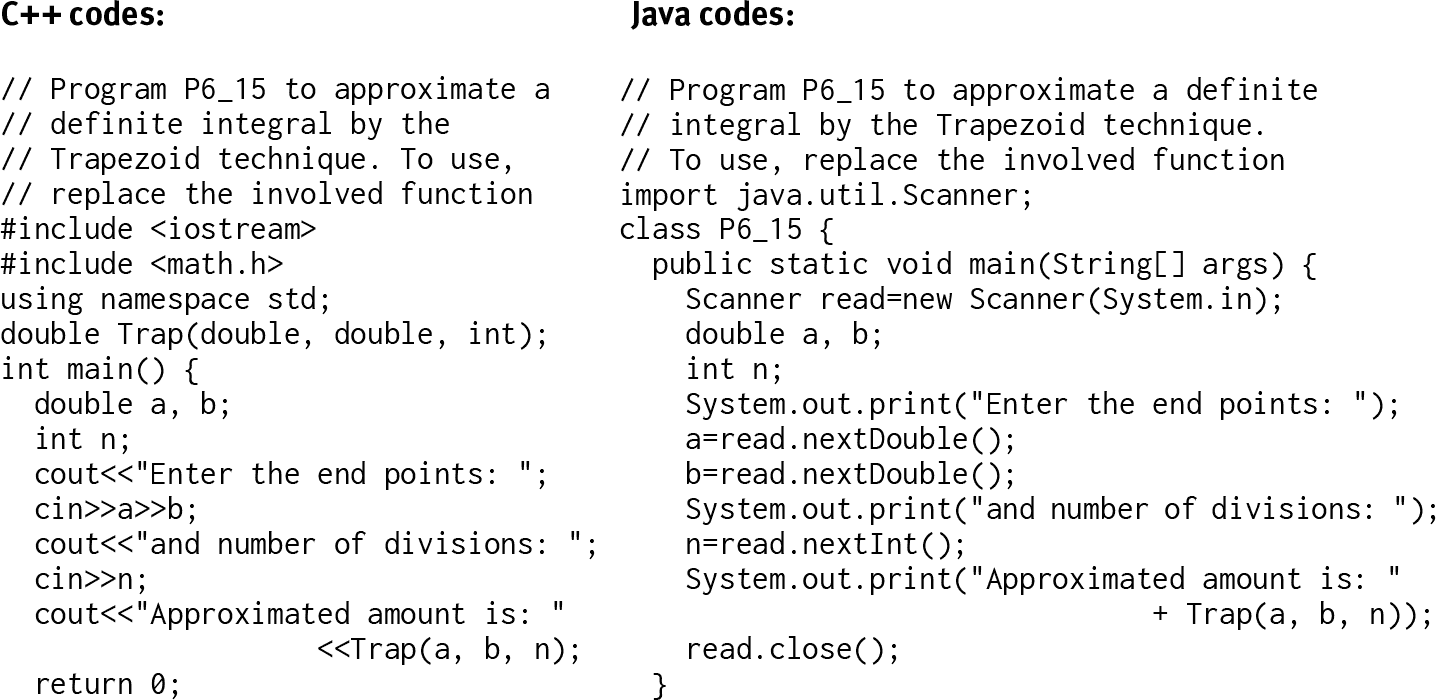 C++ codes:
// Program P6_15 to approximate a
// definite integral by the
// Trapezoid technique. To use,
// replace the involved function
#include <iostream>
#include <math.h>
using namespace std;
double Trap(double, double, int);
int main() {
  double a, b;
  int n;
  cout<<"Enter the end points: ";
  cin>>a>>b;
  cout<<"and number of divisions: ";
  cin>>n;
  cout<<"Approximated amount is: "
                   <<Trap(a, b, n);
  return 0;
Java codes:
// Program P6_15 to approximate a definite
// integral by the Trapezoid technique.
// To use, replace the involved function
import java.util.Scanner;
class P6_15 {
  public static void main(String[] args) {
    Scanner read=new Scanner(System.in);
    double a, b;
    int n;
    System.out.print("Enter the end points: ");
    a=read.nextDouble();
    b=read.nextDouble();
    System.out.print("and number of divisions: ");
    n=read.nextInt();
    System.out.print("Approximated amount is: "
                                + Trap(a, b, n));
    read.close();
  }